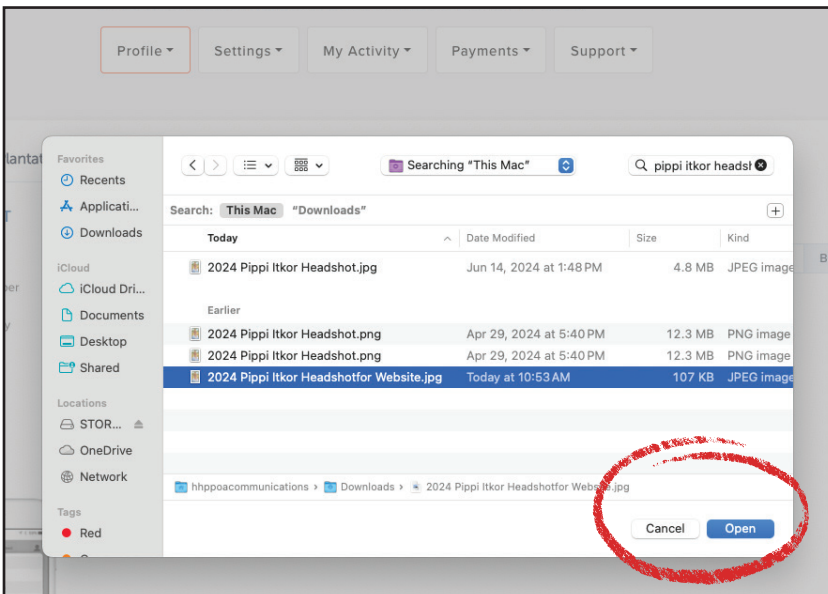 Profile Settings My Activity Payments Support
Favorites
Recents
Applicati...
Downloads
iCloud
iCloud Dri...
Documents
Desktop
Shared
Locations
STOR...
OneDrive
Network
Tags
Red
Searching "This Mac" pippi itkor heads
Search: This Mac "Downloads"
Today Date Modified Size Kind
2024 Pippi Itkor Headshot.jpg Jun 14, 2024 at 1:48 PM 4.8 MB JPEG image
Earlier
2024 Pippi Itkor Headshot.png Apr 29, 2024 at 5:40 PM 12.3 MB PNG image
2024 Pippi Itkor Headshot.png Apr 29, 2024 at 5:40 PM 12.3 MB PNG image
2024 Pippi Itkor Headshotfor Website.jpg Today at 10:53 AM 107 KB JPEG image
hhppoacommunications › Downloads › 2024 Pippi Itkor Headshotfor Website.jpg
Cancel Open